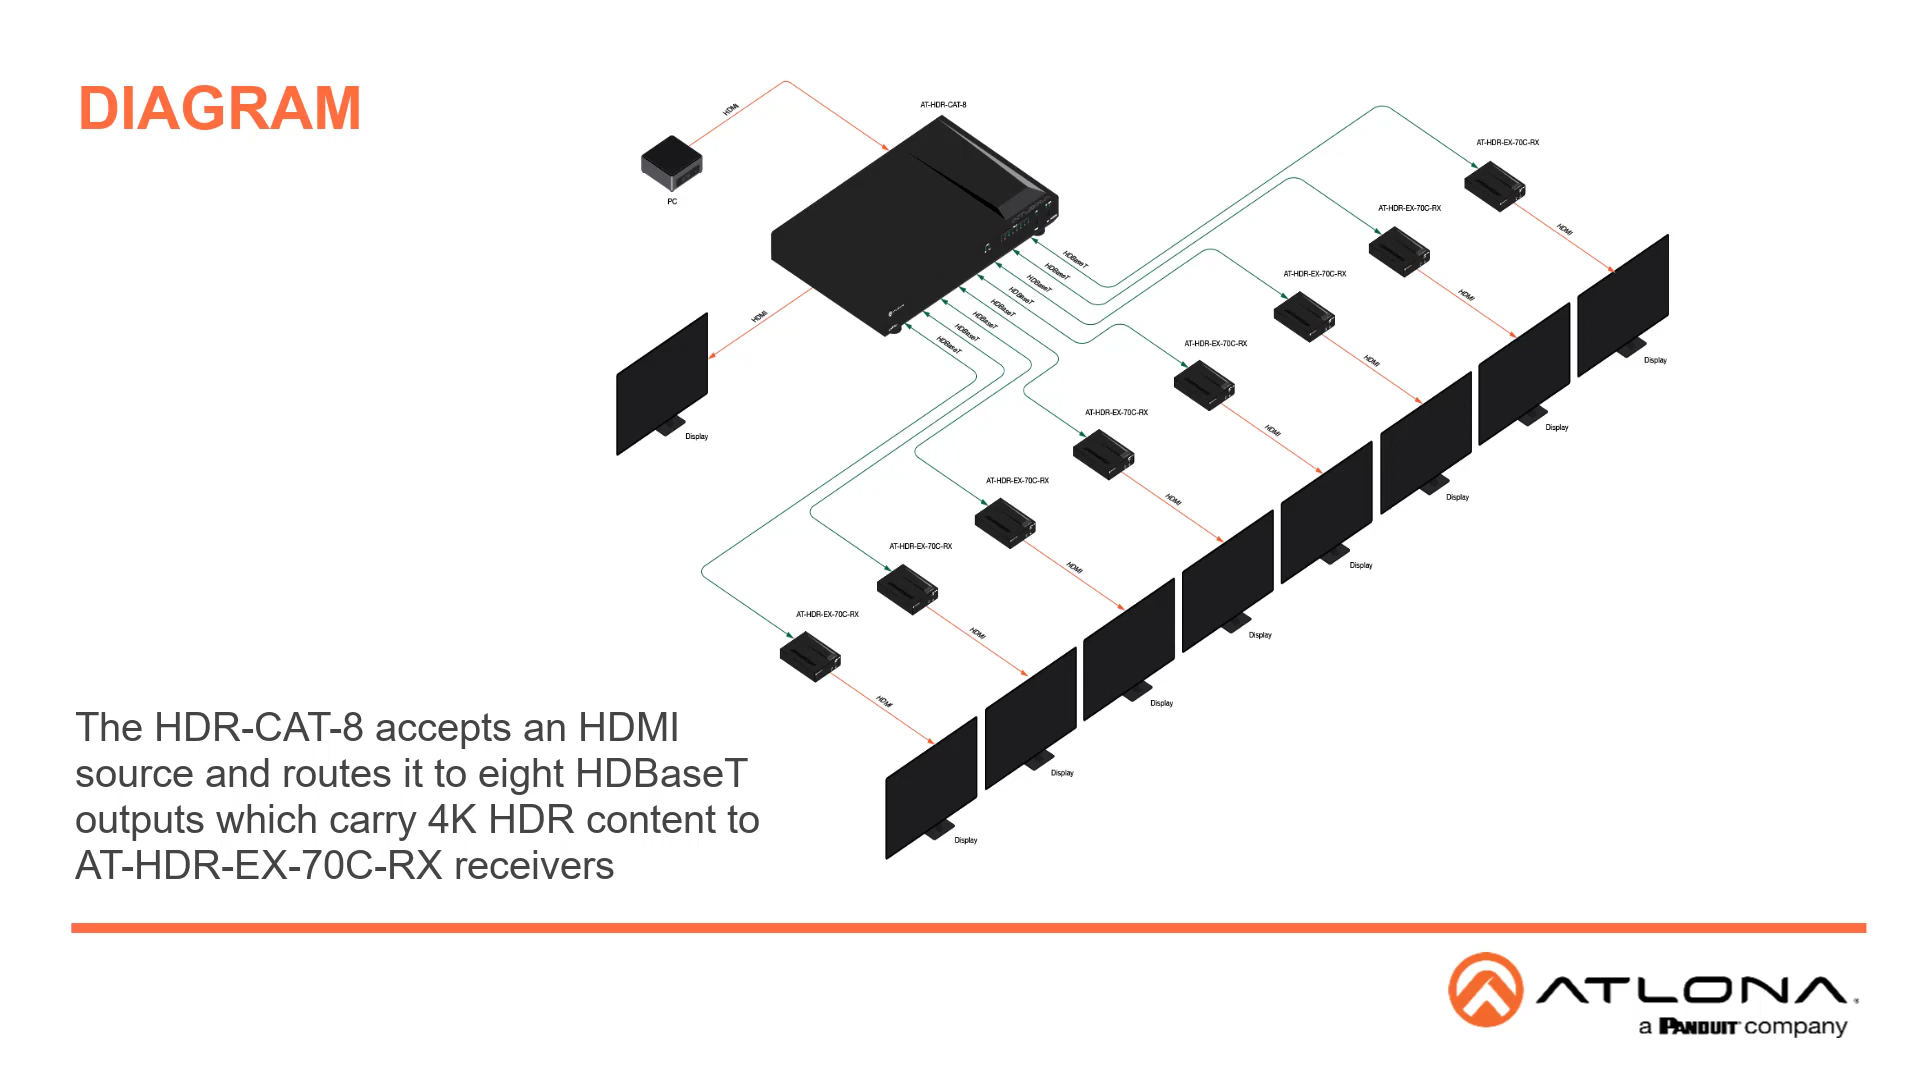 DIAGRAM
HDMI
AT-HDR-CAT-8
PC
HDMI
Display
HDBaseT
HDBaseT
HDBaseT
HDBaseT
HDBaseT
HDBaseT
HDBaseT
HDBaseT
AT-HDR-EX-70C-RX
HDMI
Display
AT-HDR-EX-70C-RX
HDMI
Display
AT-HDR-EX-70C-RX
HDMI
Display
AT-HDR-EX-70C-RX
HDMI
Display
AT-HDR-EX-70C-RX
HDMI
Display
AT-HDR-EX-70C-RX
HDMI
Display
AT-HDR-EX-70C-RX
HDMI
Display
AT-HDR-EX-70C-RX
HDMI
Display
The HDR-CAT-8 accepts an HDMI
source and routes it to eight HDBaseT
outputs which carry 4K HDR content to
AT-HDR-EX-70C-RX receivers
ATLONA
a PANDUIT company